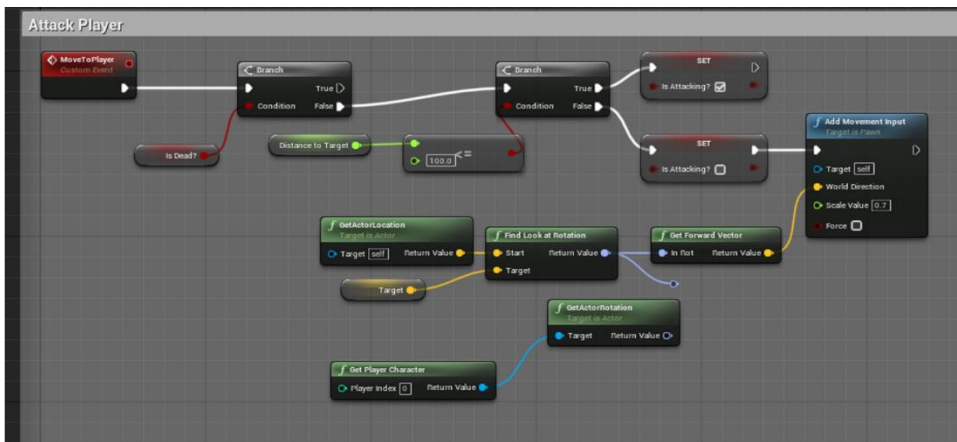 Attack Player
MoveToPlayer
Custom Event
Branch
True
Condition False
Is Dead?
Distance to Target
100.0 <=
Branch
True
Condition False
SET
Is Attacking?
SET
Is Attacking?
Add Movement Input
Target is Pawn
Target self
World Direction
Scale Value 0.7
Force
GetActorLocation
Target is Actor
Target self Return Value
Target
Find Look at Rotation
Start Return Value
Target
Get Forward Vector
In Rot Return Value
GetActorRotation
Target is Actor
Target Return Value
Get Player Character
Player Index 0 Return Value